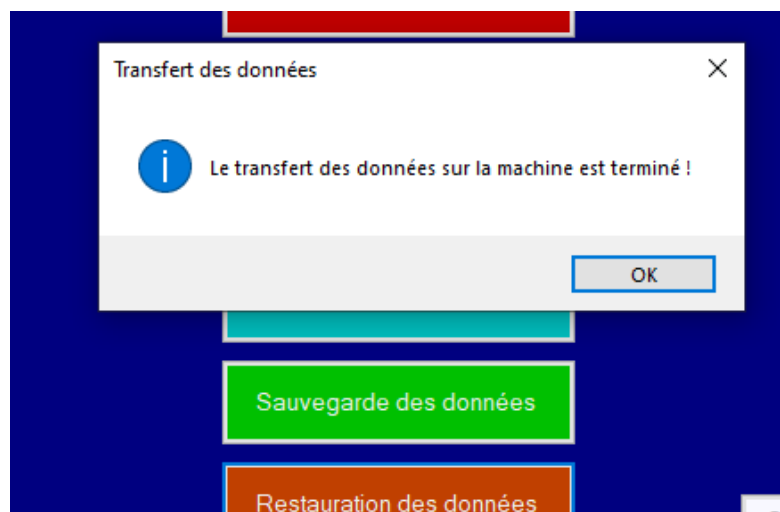 Transfert des données
Le transfert des données sur la machine est terminé !
OK
Sauvegarde des données
Restauration des données